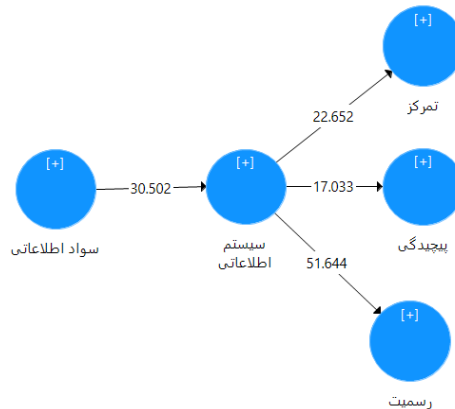 [+]
تمرکز
22.652
[+]
سواد اطلاعاتی
30.502
[+]
سیستم
اطلاعاتی
17.033
[+]
پیچیدگی
51.644
[+]
رسمیت